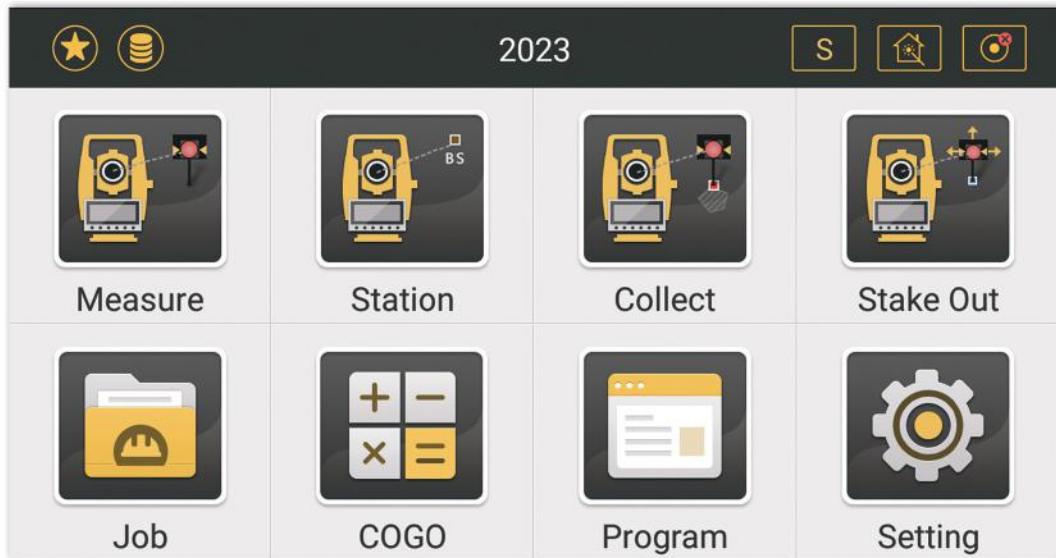 2023
S
BS
Measure
Station
Collect
Stake Out
Job
COGO
Program
Setting